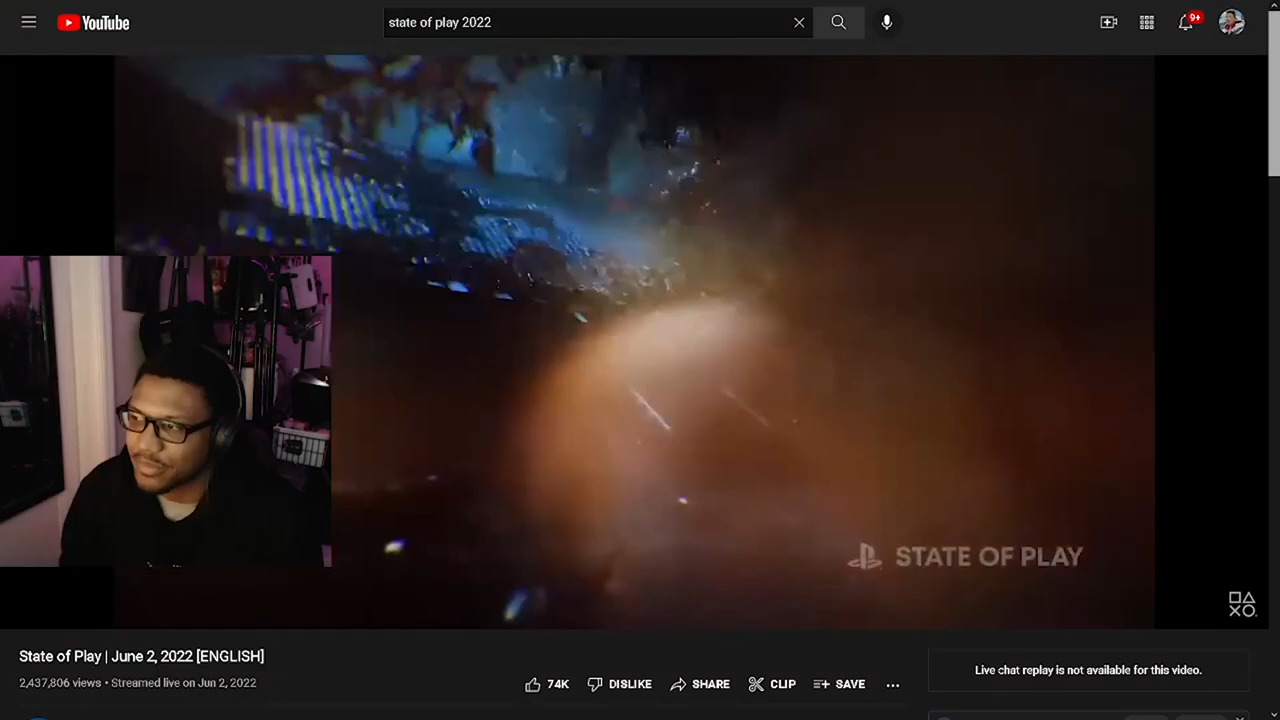 YouTube
state of play 2022
9+
STATE OF PLAY
State of Play | June 2, 2022 [ENGLISH]
2,437,806 views • Streamed live on Jun 2, 2022
74K
DISLIKE
SHARE
CLIP
SAVE
Live chat replay is not available for this video.